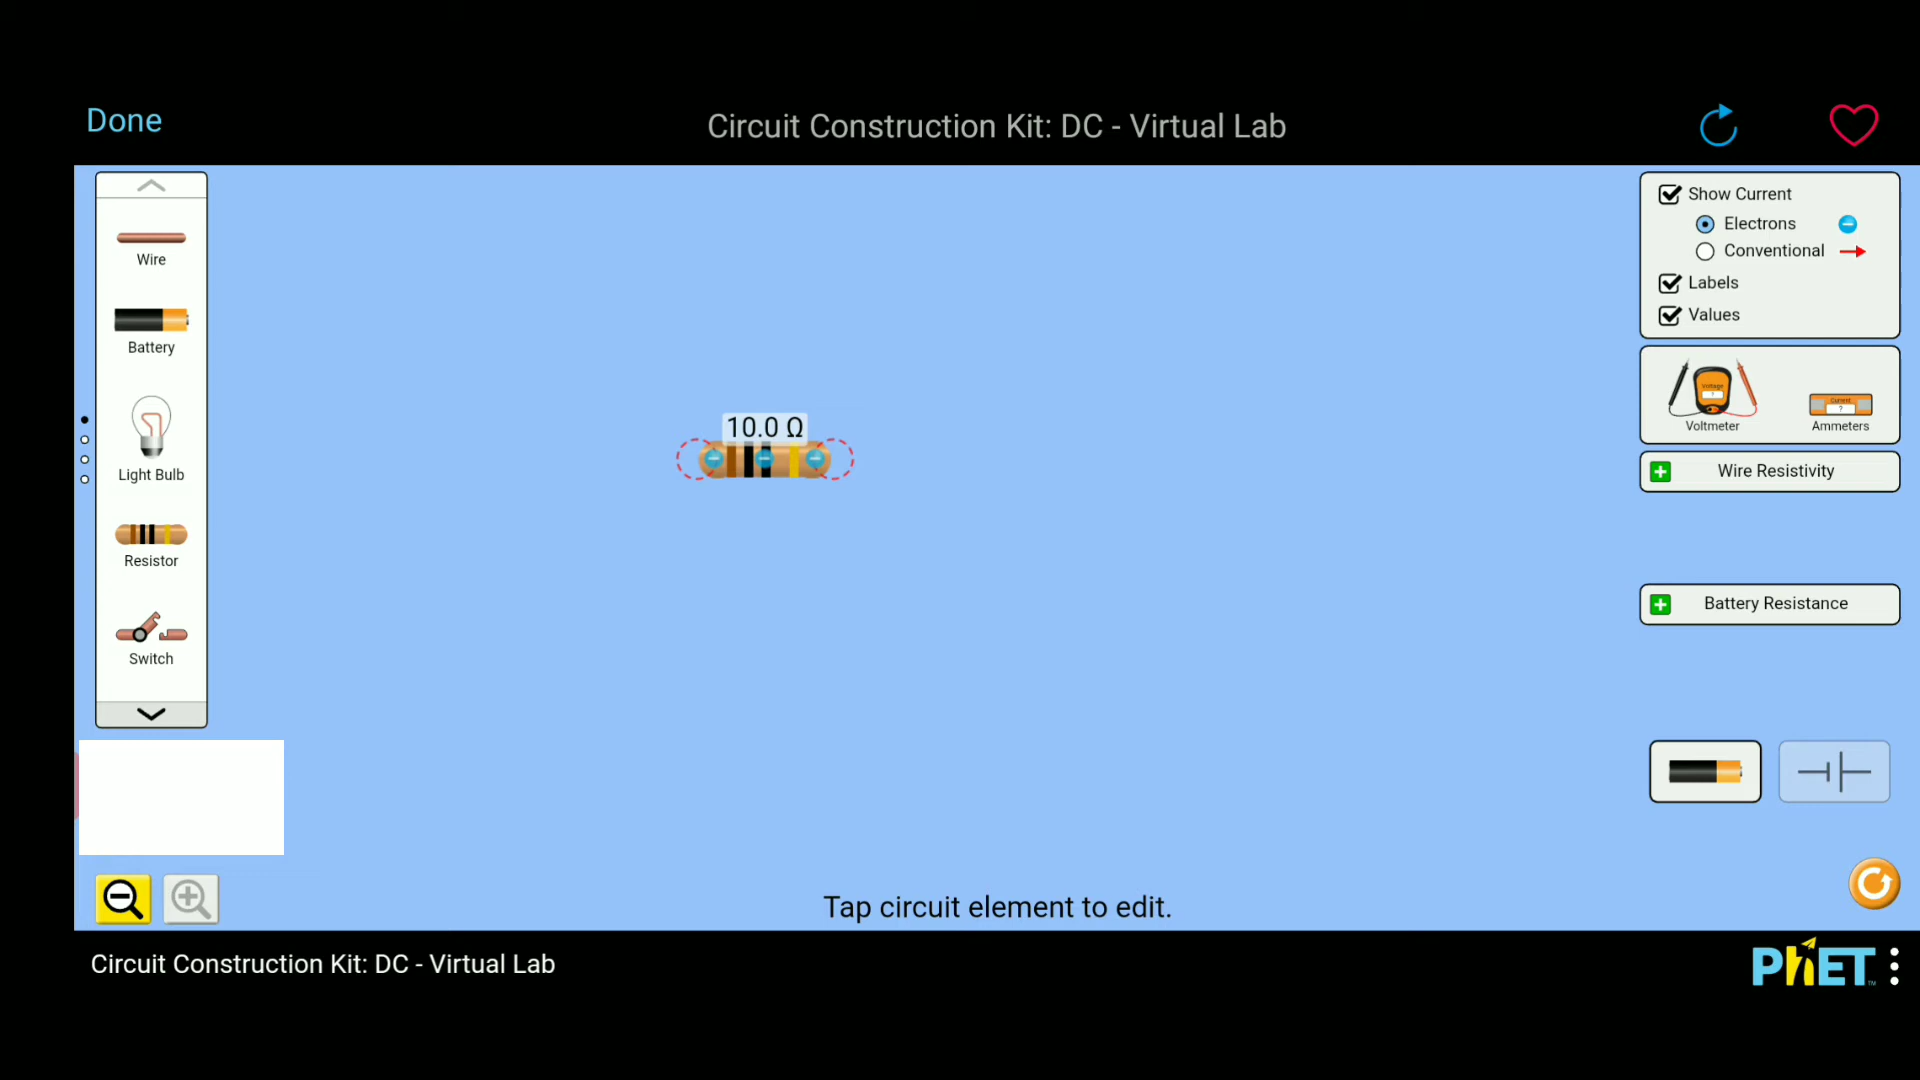 Done
Circuit Construction Kit: DC - Virtual Lab
Wire
Battery
Light Bulb
Resistor
Switch
10.0 Ω
Show Current
Electrons
Conventional
Labels
Values
Voltage
?
Voltmeter
Current
?
Ammeters
Wire Resistivity
Battery Resistance
Tap circuit element to edit.
Circuit Construction Kit: DC - Virtual Lab
PhET